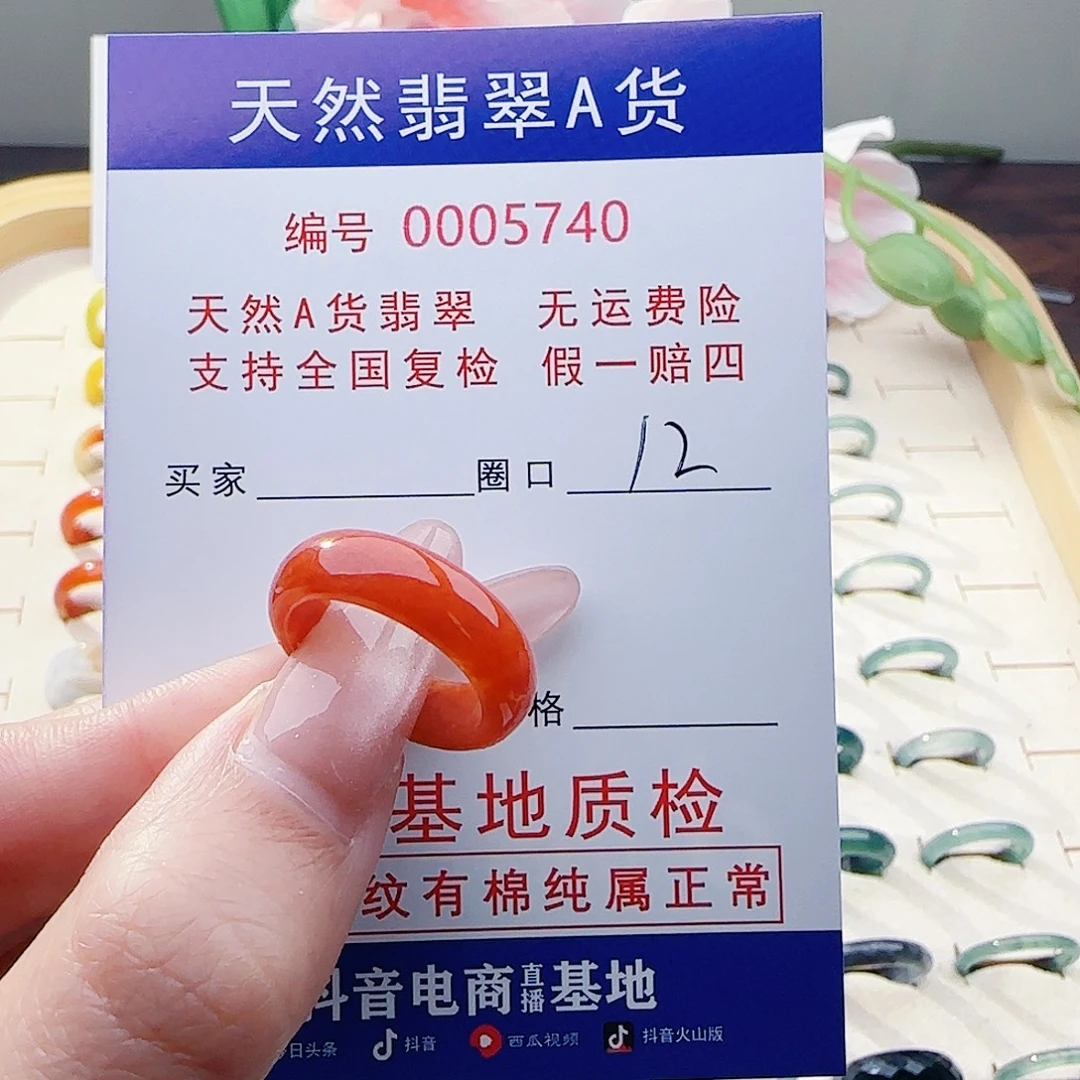 天然翡翠A货
编号 0005740
天然A货翡翠 无运费险
支持全国复检 假一赔四
买家 圈口 12
格
基地质检
纹有棉纯属正常
抖音电商直播基地
日头条 抖音 西瓜视频 抖音火山版